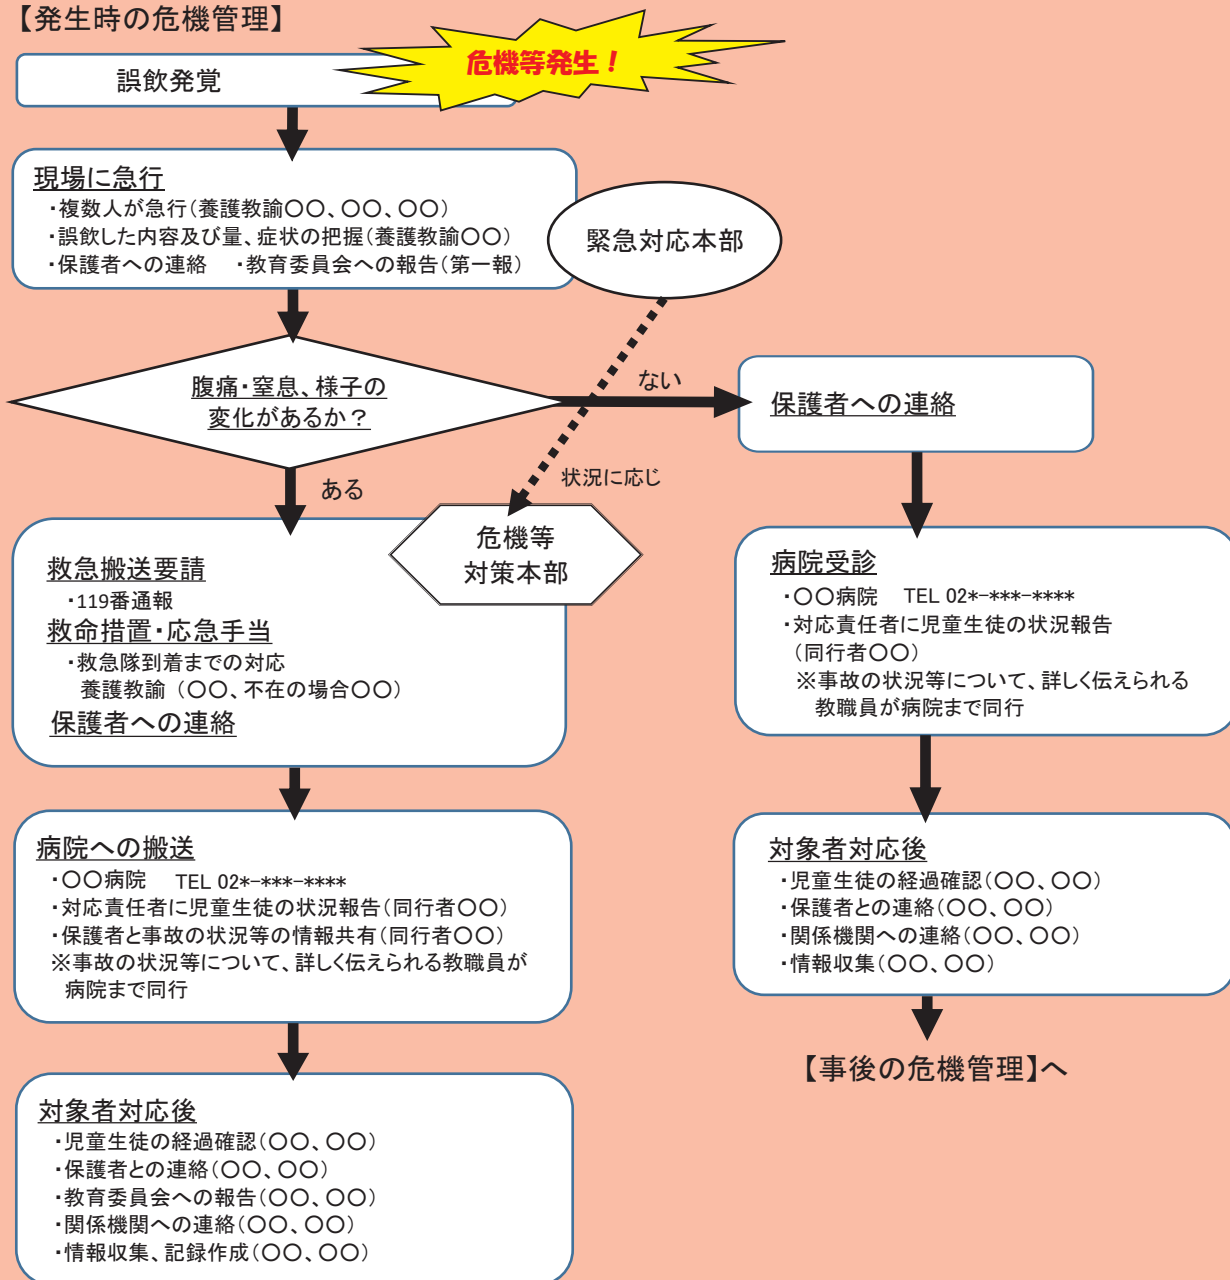 【発生時の危機管理】
危機等発生！
誤飲発覚
現場に急行
・複数人が急行（養護教諭〇〇、〇〇、〇〇）
・誤飲した内容及び量、症状の把握（養護教諭〇〇）
・保護者への連絡　・教育委員会への報告（第一報）
緊急対応本部
腹痛・窒息、様子の
変化があるか？
ない
保護者への連絡
ある
状況に応じ
危機等
対策本部
救急搬送要請
・119番通報
救命措置・応急手当
・救急隊到着までの対応
養護教諭（〇〇、不在の場合〇〇）
保護者への連絡
病院受診
・〇〇病院　TEL 02*-***-****
・対応責任者に児童生徒の状況報告
（同行者〇〇）
※事故の状況等について、詳しく伝えられる
教職員が病院まで同行
病院への搬送
・〇〇病院　TEL 02*-***-****
・対応責任者に児童生徒の状況報告（同行者〇〇）
・保護者と事故の状況等の情報共有（同行者〇〇）
※事故の状況等について、詳しく伝えられる教職員が
病院まで同行
対象者対応後
・児童生徒の経過確認（〇〇、〇〇）
・保護者との連絡（〇〇、〇〇）
・関係機関への連絡（〇〇、〇〇）
・情報収集（〇〇、〇〇）
【事後の危機管理】へ
対象者対応後
・児童生徒の経過確認（〇〇、〇〇）
・保護者との連絡（〇〇、〇〇）
・教育委員会への報告（〇〇、〇〇）
・関係機関への連絡（〇〇、〇〇）
・情報収集、記録作成（〇〇、〇〇）